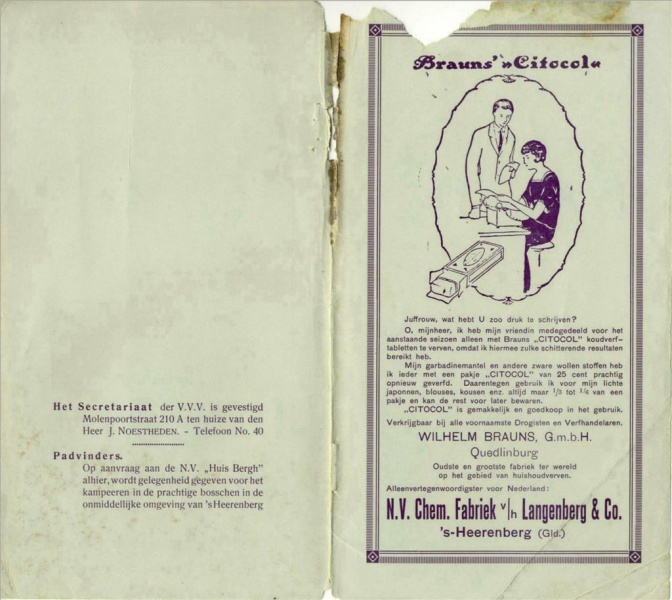 Het Secretariaat der V.V.V. is gevestigd
Molenpoortstraat 210 A ten huize van den
Heer J. NOESTHEDEN. - Telefoon No. 40
Padvinders.
Op aanvraag aan de N.V. „Huis Bergh"
alhier, wordt gelegenheid gegeven voor het
kampeeren in de prachtige bosschen in de
onmiddellijke omgeving van 'sHeerenberg
Brauns' »Citocol«
Juffrouw, wat hebt U zoo druk te schrijven?
O, mijnheer, ik heb mijn vriendin medegedeeld voor het
aanstaande seizoen alleen met Brauns „CITOCOL" koudverf-
tabletten te verven, omdat ik hiermee zulke schitterende resultaten
bereikt heb.
Mijn garbadinemantel en andere zware wollen stoffen heb
ik ieder met een pakje „CITOCOL" van 25 cent prachtig
opnieuw geverfd. Daarentegen gebruik ik voor mijn lichte
japonnen, blouses, kousen enz. altijd maar 1/3 tot 1/4 van een
pakje en kan de rest voor later bewaren.
„CITOCOL" is gemakkelijk en goedkoop in het gebruik.
Verkrijgbaar bij alle voornaamste Drogisten en Verfhandelaren.
WILHELM BRAUNS, G.m.b.H.
Quedlinburg
Oudste en grootste fabriek ter wereld
op het gebied van huishoudverven.
Alleenvertegenwoordigster voor Nederland:
N.V. Chem. Fabriek v/h Langenberg & Co.
's-Heerenberg (Gld.)